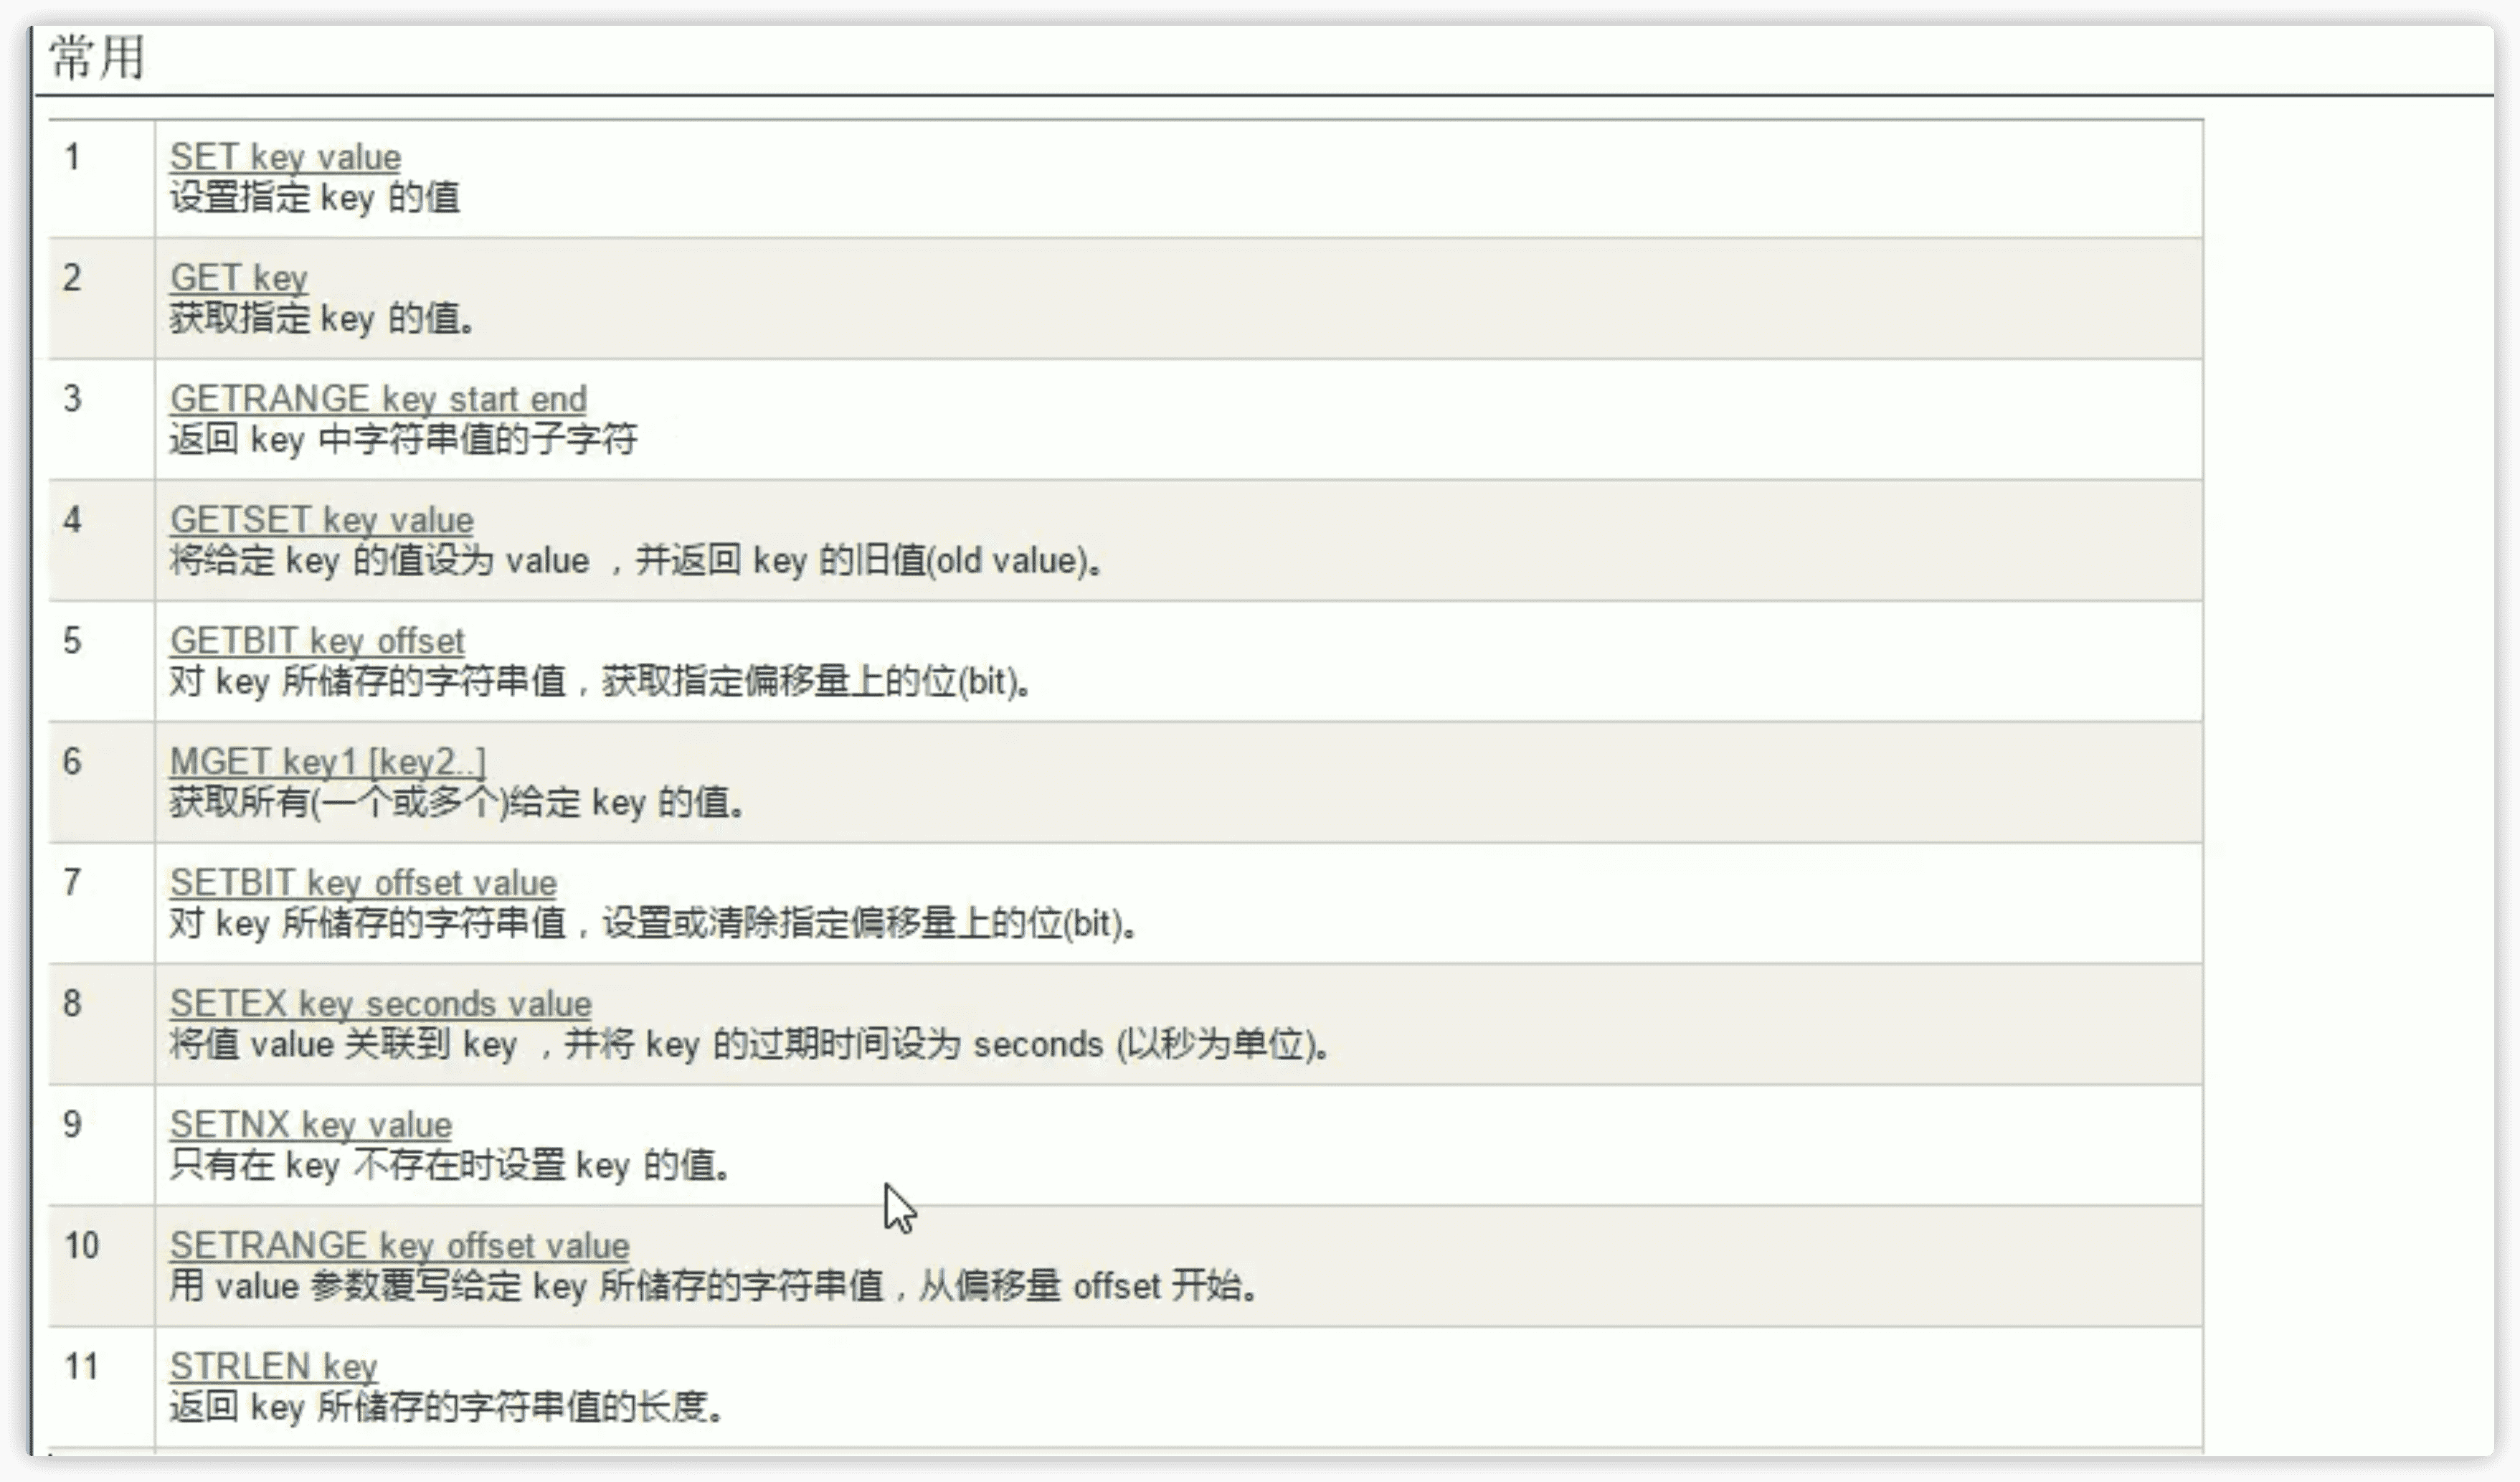 常用
1
SET key value
设置指定 key 的值
2
GET key
获取指定 key 的值。
3
GETRANGE key start end
返回 key 中字符串值的子字符
4
GETSET key value
将给定 key 的值设为 value ，并返回 key 的旧值(old value)。
5
GETBIT key offset
对 key 所储存的字符串值，获取指定偏移量上的位(bit)。
6
MGET key1 [key2..]
获取所有(一个或多个)给定 key 的值。
7
SETBIT key offset value
对 key 所储存的字符串值，设置或清除指定偏移量上的位(bit)。
8
SETEX key seconds value
将值 value 关联到 key ，并将 key 的过期时间设为 seconds (以秒为单位)。
9
SETNX key value
只有在 key 不存在时设置 key 的值。
10
SETRANGE key offset value
用 value 参数覆写给定 key 所储存的字符串值，从偏移量 offset 开始。
11
STRLEN key
返回 key 所储存的字符串值的长度。